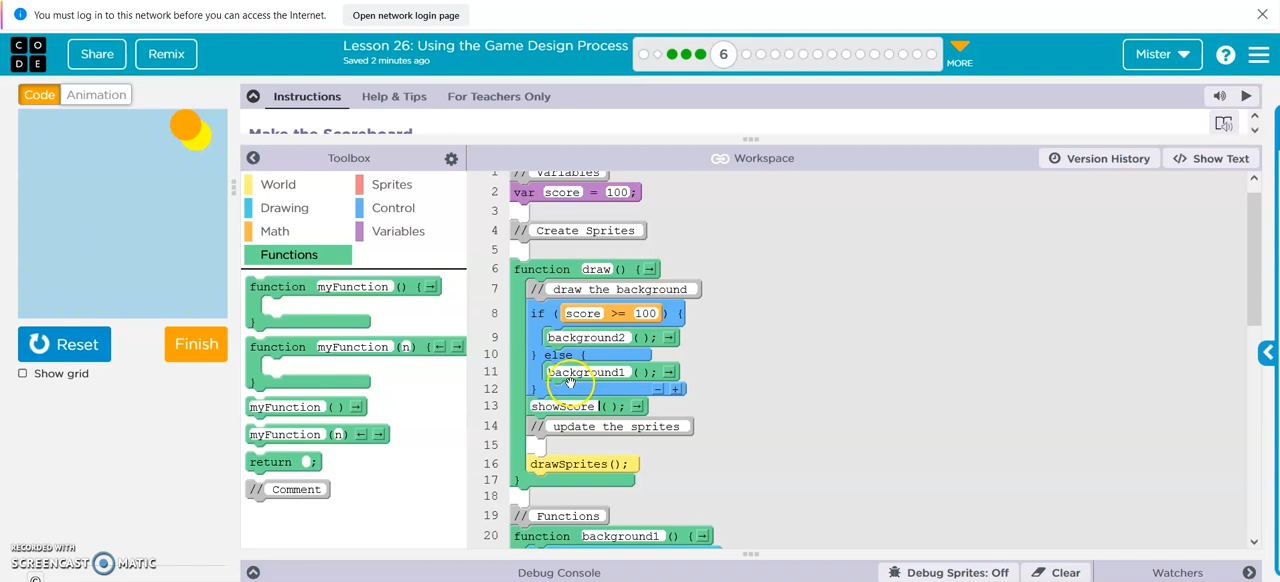 You must log in to this network before you can access the Internet. Open network login page
C O D E
Share Remix
Lesson 26: Using the Game Design Process
Saved 2 minutes ago
6
MORE
Mister
?
Code Animation
Instructions Help & Tips For Teachers Only
Make the Scoreboard
Toolbox
Workspace
Version History
</> Show Text
World Sprites
Drawing Control
Math Variables
Functions
function myFunction () {
}
function myFunction (n) {
}
myFunction ()
myFunction (n)
return ;
// Comment
1 // Variables
2 var score = 100;
3
4 // Create Sprites
5
6 function draw () {
7 // draw the background
8 if ( score >= 100 ) {
9 background2 ();
10 } else {
11 background1 ();
12 } - +
13 showScore ();
14 // update the sprites
15
16 drawSprites();
17 }
18
19 // Functions
20 function background1 () {
Reset
Finish
Show grid
RECORDED WITH
SCREENCAST MATIC
Debug Console
Debug Sprites: Off
Clear
Watchers